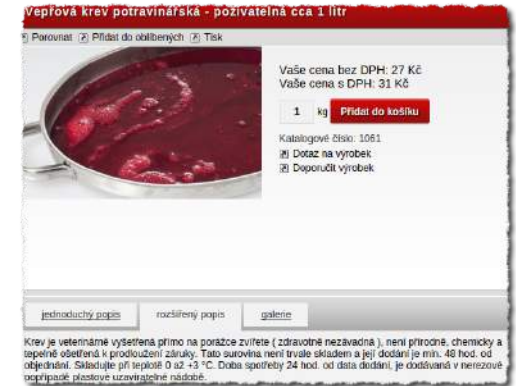 Vepřová krev potravinářská - poživatelná cca 1 litr
Porovnat Přidat do oblíbených Tisk
Vaše cena bez DPH: 27 Kč
Vaše cena s DPH: 31 Kč
1 kg Přidat do košíku
Katalogové číslo: 1061
Dotaz na výrobek
Doporučit výrobek
jednoduchý popis rozšířený popis galerie
Krev je veterinárně vyšetřená přímo na porážce zvířete ( zdravotně nezávadná ), není přírodně, chemicky a
tepelně ošetřená k prodloužení záruky. Tato surovina není trvale skladem a její dodání je min. 48 hod. od
objednání. Skladujte při teplotě 0 až +3 °C. Doba spotřeby 24 hod. od data dodání, je dodávaná v nerezové
popřípadě plastové uzavíratelné nádobě.